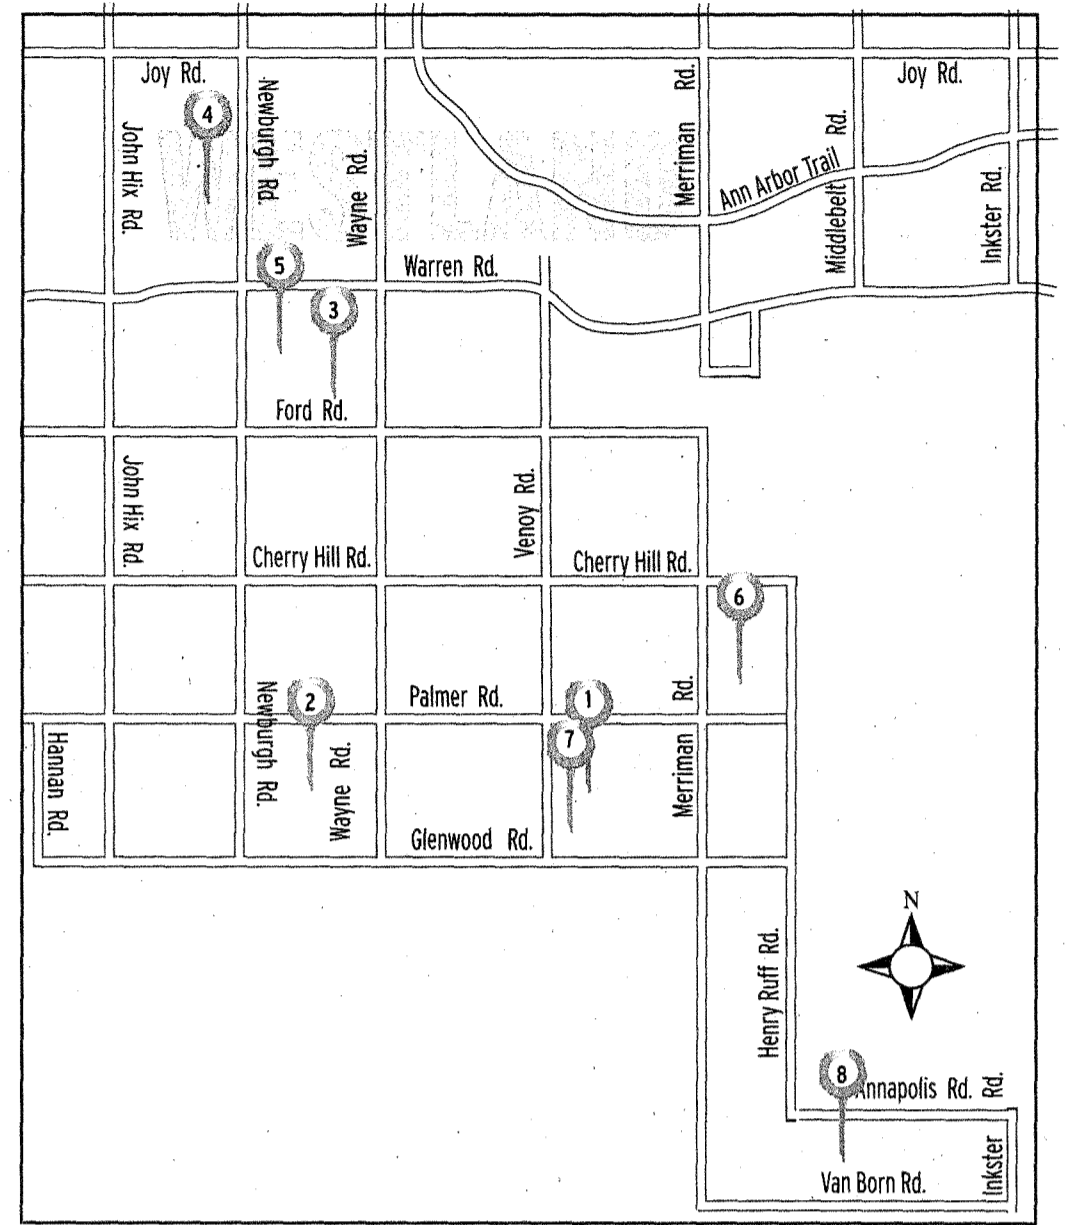 Joy Rd.
Joy Rd.
4
John Hix Rd.
Newburgh Rd.
Wayne Rd.
Merriman Rd.
Ann Arbor Trail
Middlebelt Rd.
Inkster Rd.
WESTLAND
5
Warren Rd.
3
Ford Rd.
John Hix Rd.
Cherry Hill Rd.
Venoy Rd.
Cherry Hill Rd.
6
Newburgh Rd.
2
Palmer Rd.
1
7
Merriman Rd.
Hannan Rd.
Wayne Rd.
Glenwood Rd.
N
Henry Ruff Rd.
8
Annapolis Rd.
Inkster Rd.
Van Born Rd.